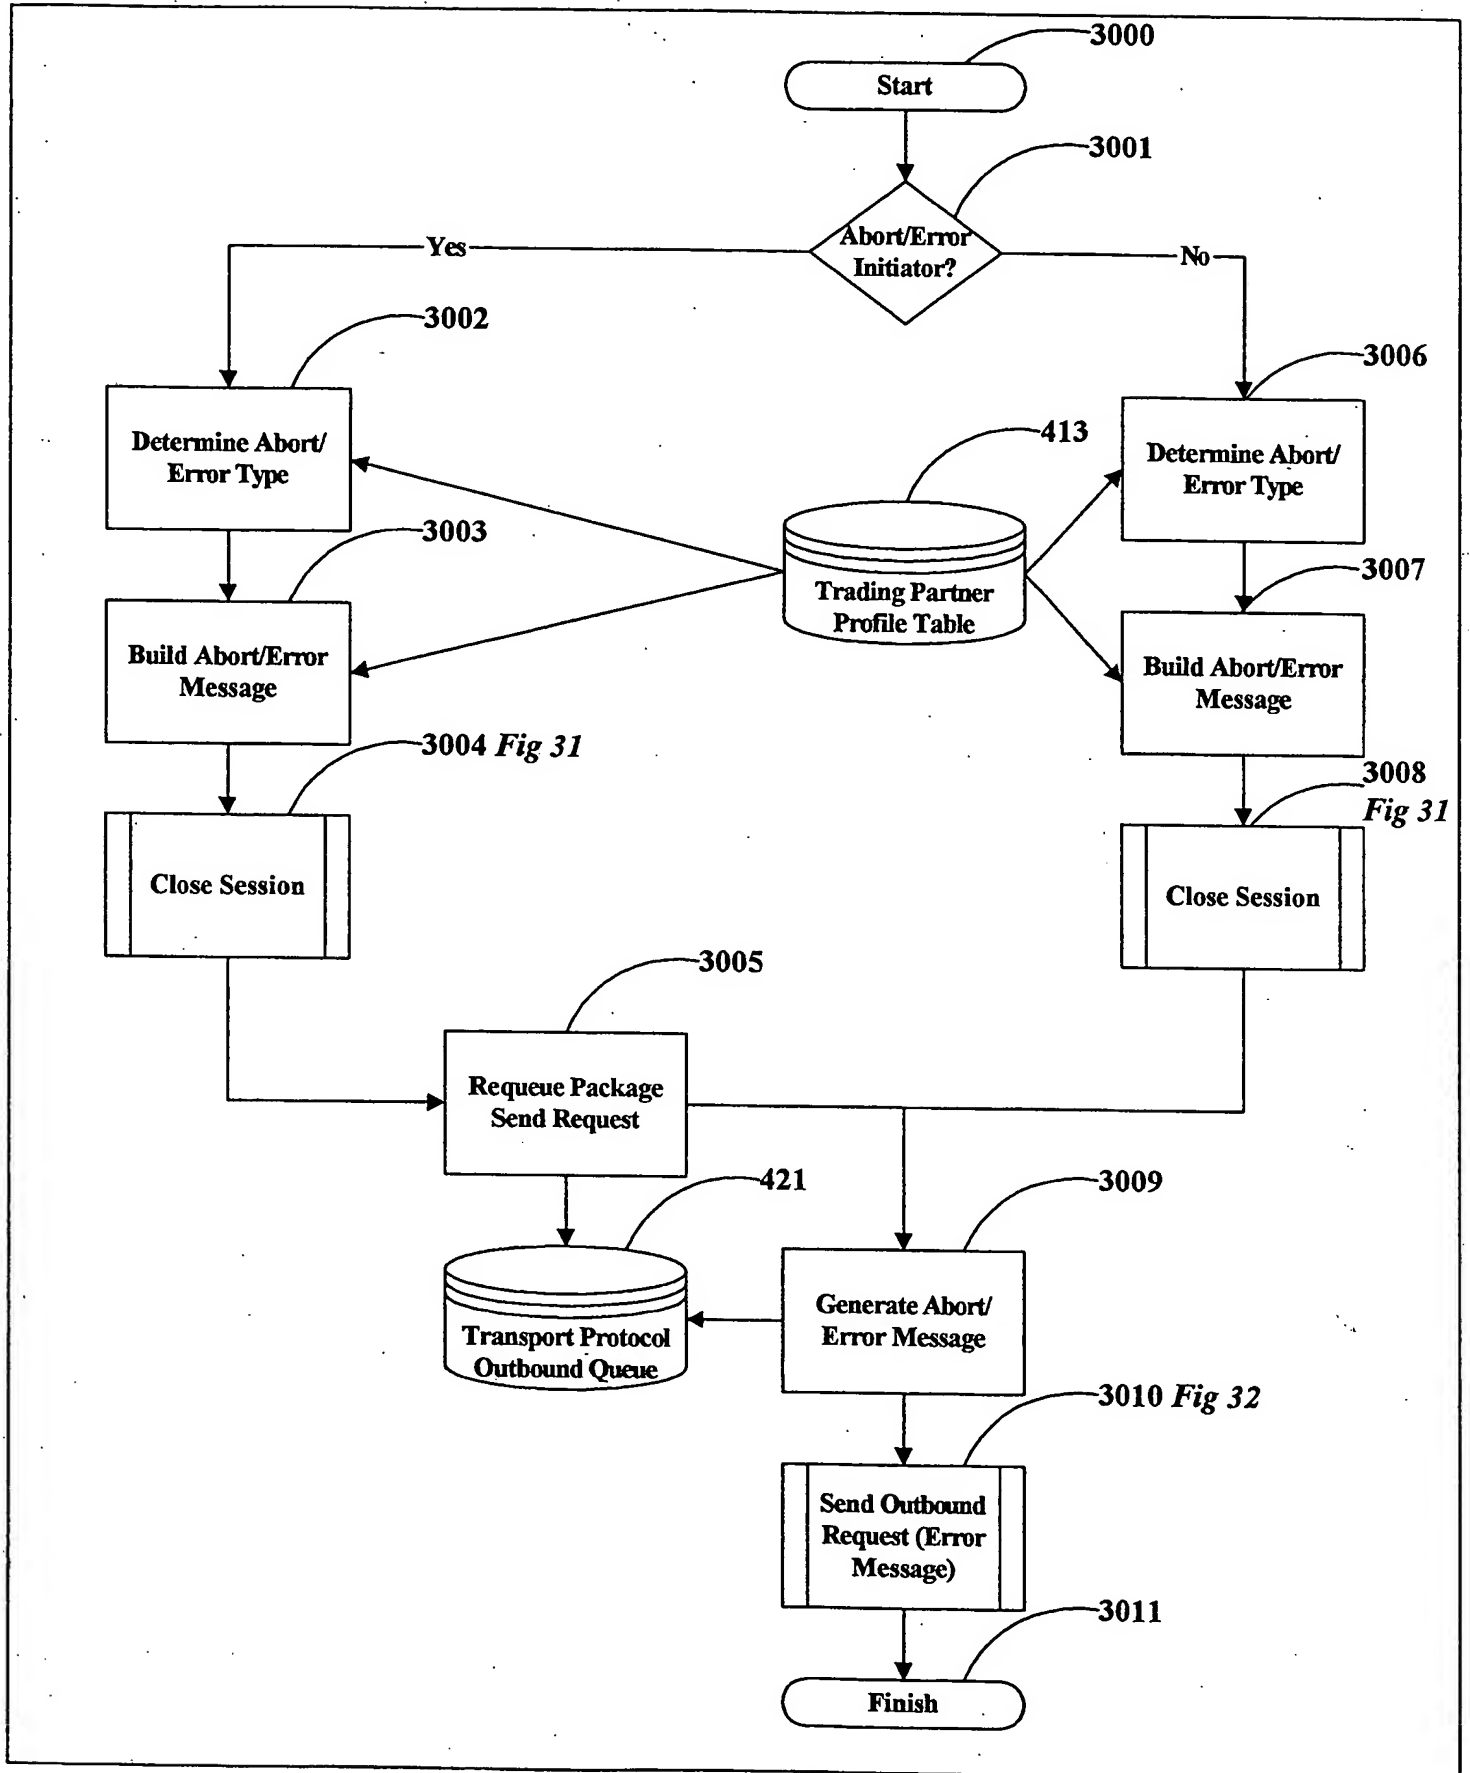 3000
Start
3001
Abort/Error
Initiator?
Yes
No
3002
3006
Determine Abort/
Error Type
413
Determine Abort/
Error Type
3003
Trading Partner
Profile Table
3007
Build Abort/Error
Message
Build Abort/Error
Message
3004 Fig 31
3008
Fig 31
Close Session
Close Session
3005
Requeue Package
Send Request
421
3009
Transport Protocol
Outbound Queue
Generate Abort/
Error Message
3010 Fig 32
Send Outbound
Request (Error
Message)
3011
Finish